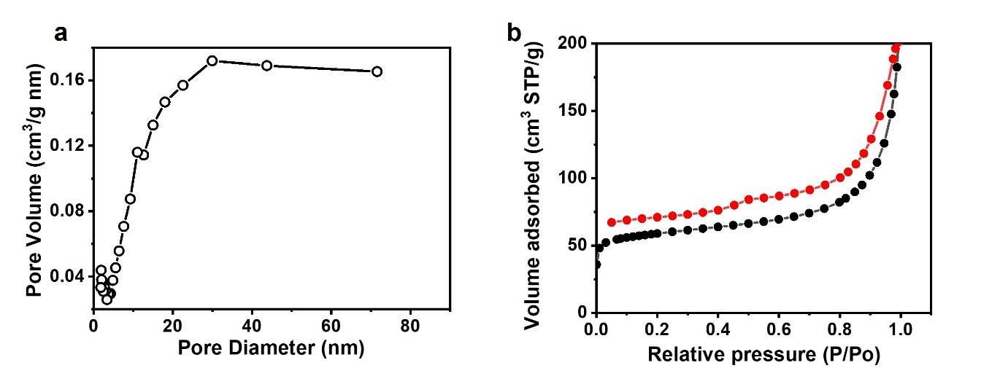 a
Pore Volume (cm³/g nm)
0.16
0.12
0.08
0.04
0 20 40 60 80
Pore Diameter (nm)
b
Volume adsorbed (cm³ STP/g)
200
150
100
50
0
0.0 0.2 0.4 0.6 0.8 1.0
Relative pressure (P/Po)